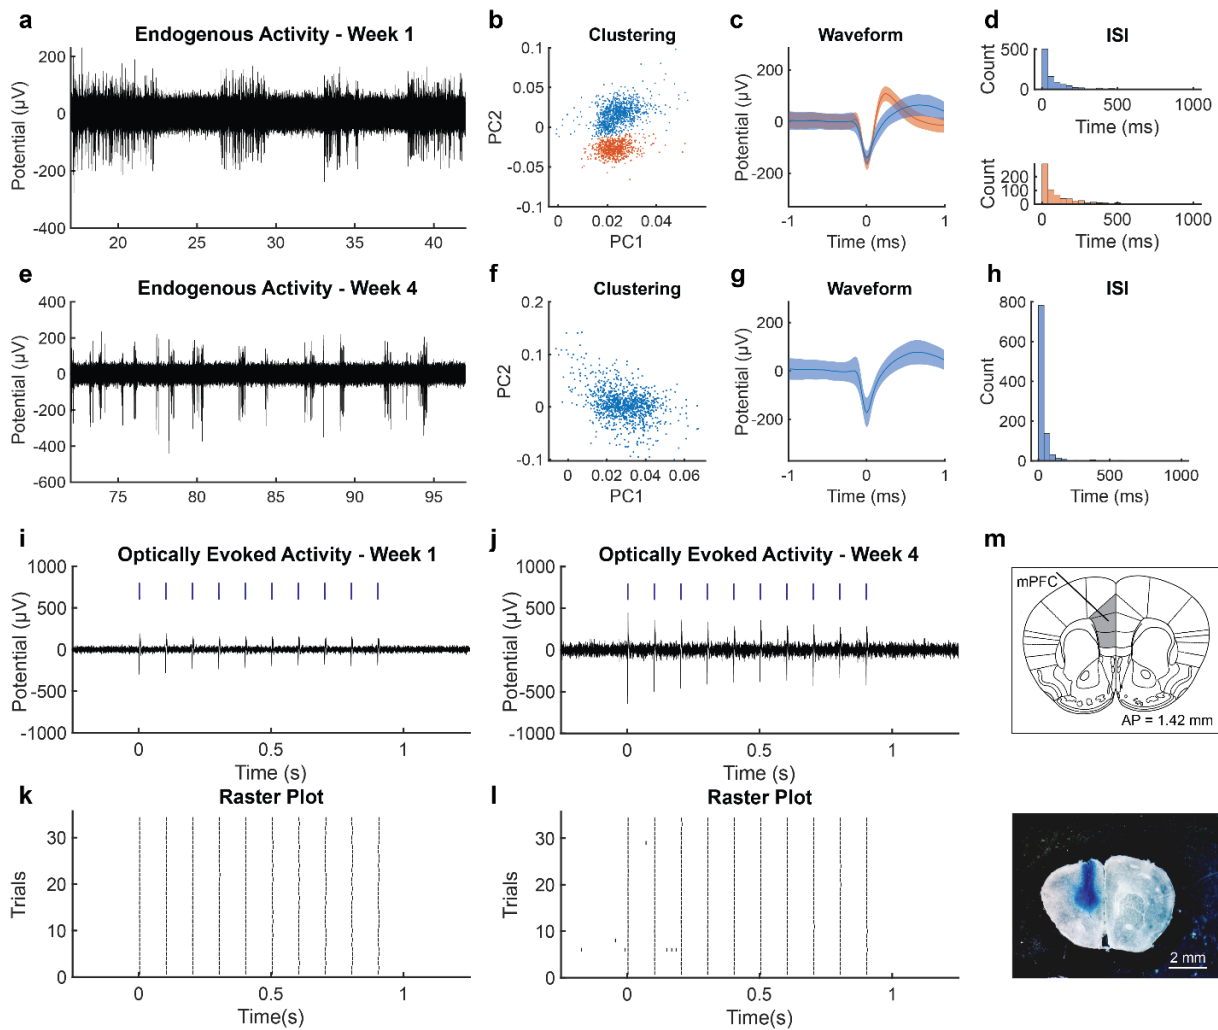 a
Endogenous Activity - Week 1
Potential (µV)
200
0
-200
-400
20 25 30 35 40
b
Clustering
PC2
0.1
0.05
0
-0.05
-0.1
0 0.02 0.04
PC1
c
Waveform
Potential (µV)
200
0
-200
-1 0 1
Time (ms)
d
ISI
Count
500
0
0 500 1000
Time (ms)
Count
200
100
0
0 500 1000
Time (ms)
e
Endogenous Activity - Week 4
Potential (µV)
400
200
0
-200
-400
-600
75 80 85 90 95
f
Clustering
PC2
0.2
0.1
0
-0.1
0 0.02 0.04 0.06
PC1
g
Waveform
Potential (µV)
200
0
-200
-1 0 1
Time (ms)
h
ISI
Count
800
600
400
200
0
0 500 1000
Time (ms)
i
Optically Evoked Activity - Week 1
Potential (µV)
1000
500
0
-500
-1000
0 0.5 1
Time (s)
j
Optically Evoked Activity - Week 4
Potential (µV)
1000
500
0
-500
-1000
0 0.5 1
Time (s)
m
mPFC
AP = 1.42 mm
k
Raster Plot
Trials
30
20
10
0
0 0.5 1
Time(s)
l
Raster Plot
Trials
30
20
10
0
0 0.5 1
Time(s)
2 mm